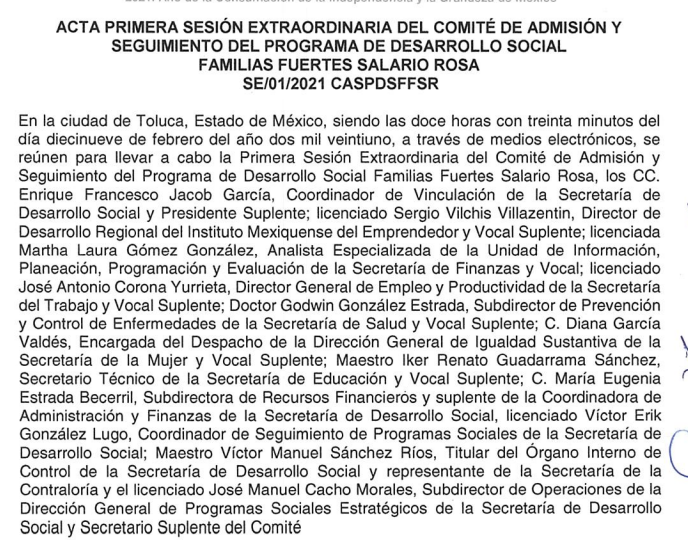 ACTA PRIMERA SESIÓN EXTRAORDINARIA DEL COMITÉ DE ADMISIÓN Y
SEGUIMIENTO DEL PROGRAMA DE DESARROLLO SOCIAL
FAMILIAS FUERTES SALARIO ROSA
SE/01/2021 CASPDSFFSR
En la ciudad de Toluca, Estado de México, siendo las doce horas con treinta minutos del
día diecinueve de febrero del año dos mil veintiuno, a través de medios electrónicos, se
reúnen para llevar a cabo la Primera Sesión Extraordinaria del Comité de Admisión y
Seguimiento del Programa de Desarrollo Social Familias Fuertes Salario Rosa, los CC.
Enrique Francesco Jacob García, Coordinador de Vinculación de la Secretaría de
Desarrollo Social y Presidente Suplente; licenciado Sergio Vilchis Villazentin, Director de
Desarrollo Regional del Instituto Mexiquense del Emprendedor y Vocal Suplente; licenciada
Martha Laura Gómez González, Analista Especializada de la Unidad de Información,
Planeación, Programación y Evaluación de la Secretaría de Finanzas y Vocal; licenciado
José Antonio Corona Yurrieta, Director General de Empleo y Productividad de la Secretaría
del Trabajo y Vocal Suplente; Doctor Godwin González Estrada, Subdirector de Prevención
y Control de Enfermedades de la Secretaría de Salud y Vocal Suplente; C. Diana García
Valdés, Encargada del Despacho de la Dirección General de Igualdad Sustantiva de la
Secretaría de la Mujer y Vocal Suplente; Maestro Iker Renato Guadarrama Sánchez,
Secretario Técnico de la Secretaría de Educación y Vocal Suplente; C. María Eugenia
Estrada Becerril, Subdirectora de Recursos Financieros y suplente de la Coordinadora de
Administración y Finanzas de la Secretaría de Desarrollo Social, licenciado Víctor Erik
González Lugo, Coordinador de Seguimiento de Programas Sociales de la Secretaría de
Desarrollo Social; Maestro Víctor Manuel Sánchez Ríos, Titular del Órgano Interno de
Control de la Secretaría de Desarrollo Social y representante de la Secretaría de la
Contraloría y el licenciado José Manuel Cacho Morales, Subdirector de Operaciones de la
Dirección General de Programas Sociales Estratégicos de la Secretaría de Desarrollo
Social y Secretario Suplente del Comité